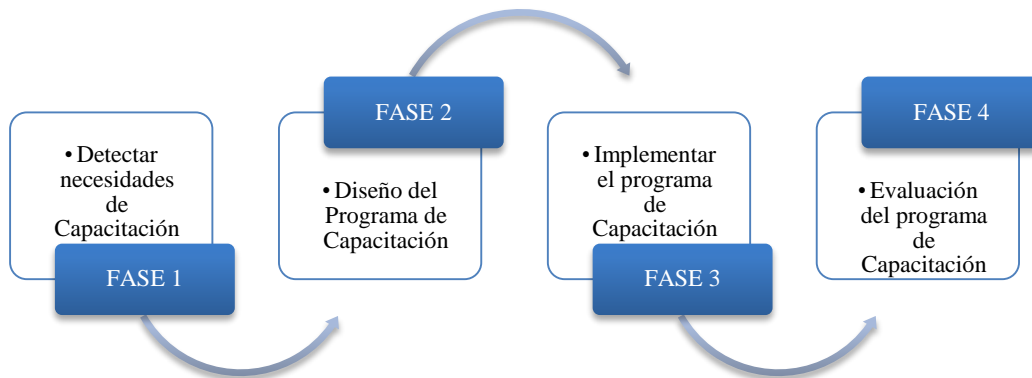 • Detectar
necesidades
de
Capacitación
FASE 1
FASE 2
• Diseño del
Programa de
Capacitación
• Implementar
el programa
de
Capacitación
FASE 3
FASE 4
• Evaluación
del programa
de
Capacitación